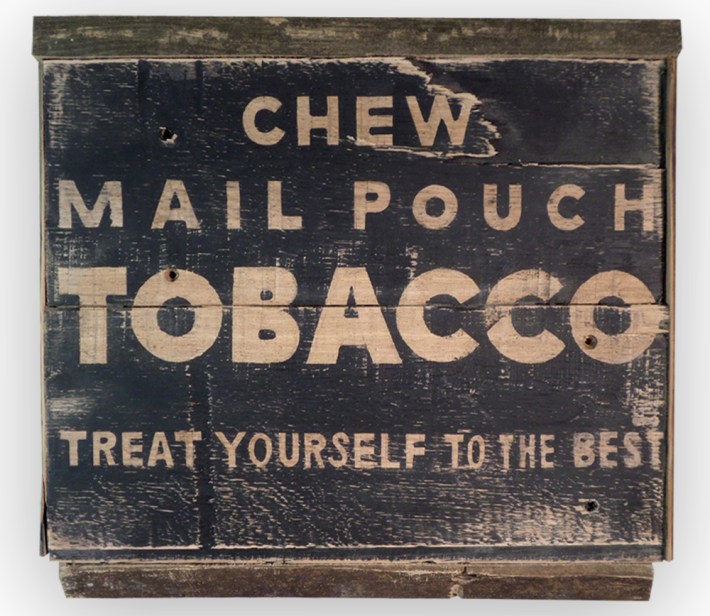 CHEW
MAIL POUCH
TOBACCO
TREAT YOURSELF TO THE BEST